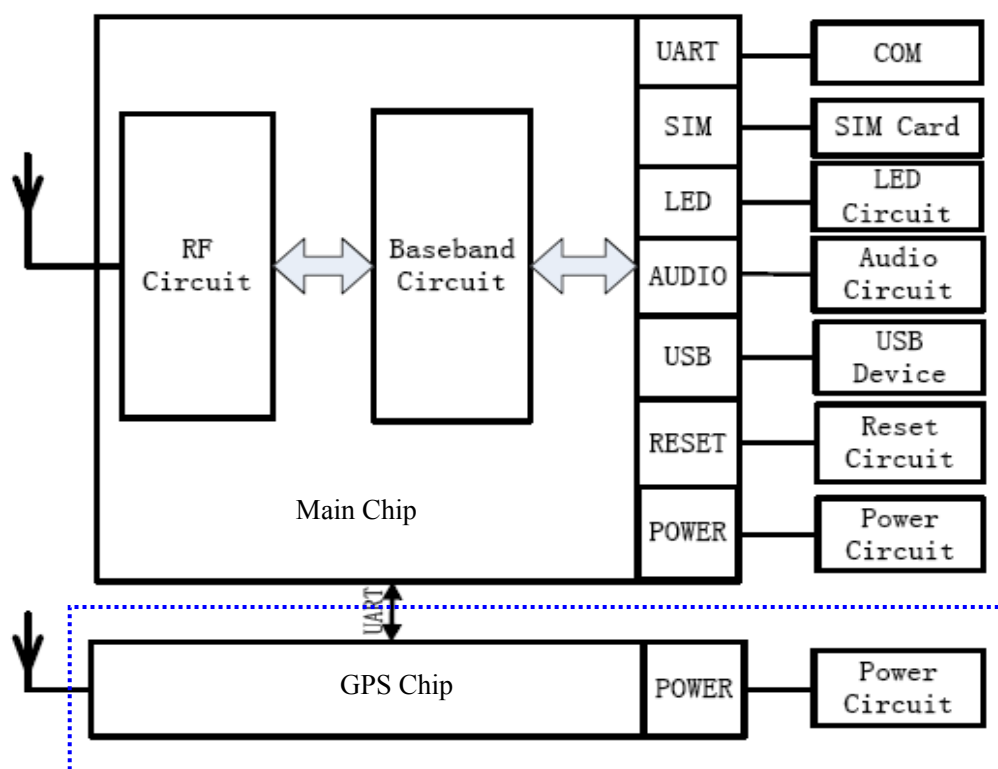 UART
COM
SIM
SIM Card
LED
LED
Circuit
RF
Circuit
Baseband
Circuit
AUDIO
Audio
Circuit
USB
USB
Device
RESET
Reset
Circuit
Main Chip
POWER
Power
Circuit
UART
GPS Chip
POWER
Power
Circuit